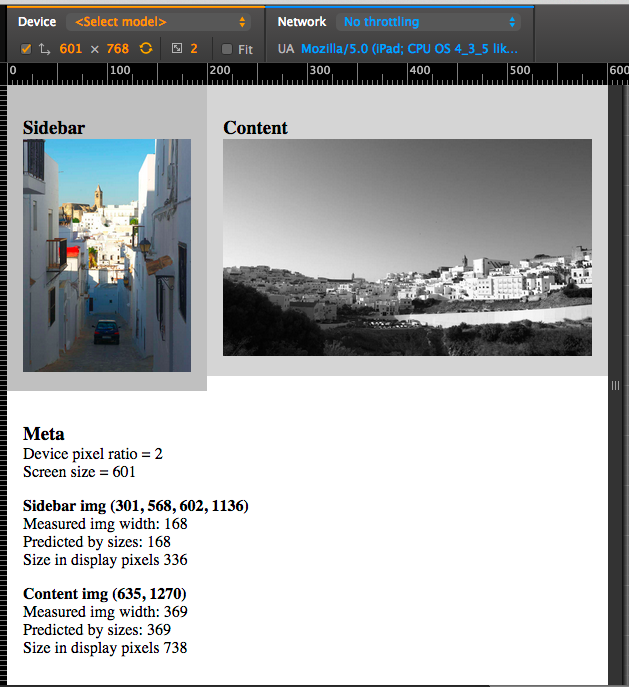 Device <Select model> Network No throttling
601 × 768 2 Fit UA Mozilla/5.0 (iPad; CPU OS 4_3_5 lik...
0 100 200 300 400 500 600
Sidebar
Content
Meta
Device pixel ratio = 2
Screen size = 601
Sidebar img (301, 568, 602, 1136)
Measured img width: 168
Predicted by sizes: 168
Size in display pixels 336
Content img (635, 1270)
Measured img width: 369
Predicted by sizes: 369
Size in display pixels 738